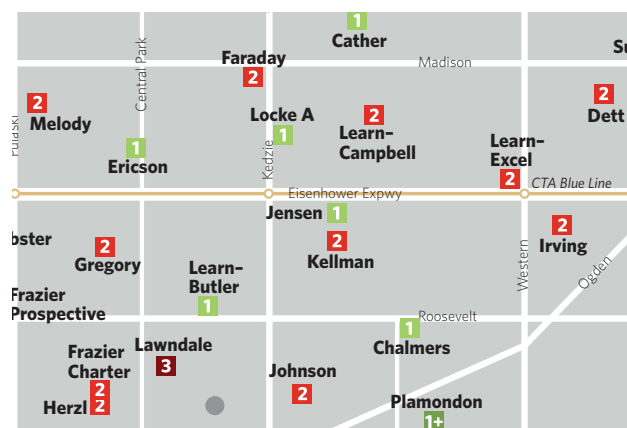 1
Cather
Su
Madison
Central Park
Faraday
2
2
Melody
Locke A
1
2
Learn–
Campbell
2
Dett
Pulaski
1
Ericson
Kedzie
Learn–
Excel
2
CTA Blue Line
Eisenhower Expwy
Jensen 1
2
Kellman
2
Irving
bster
2
Gregory
Western
Ogden
Learn–
Butler
1
Frazier
Prospective
Roosevelt
1
Chalmers
Lawndale
3
Frazier
Charter
2
Herzl 2
Johnson
2
Plamondon
1+